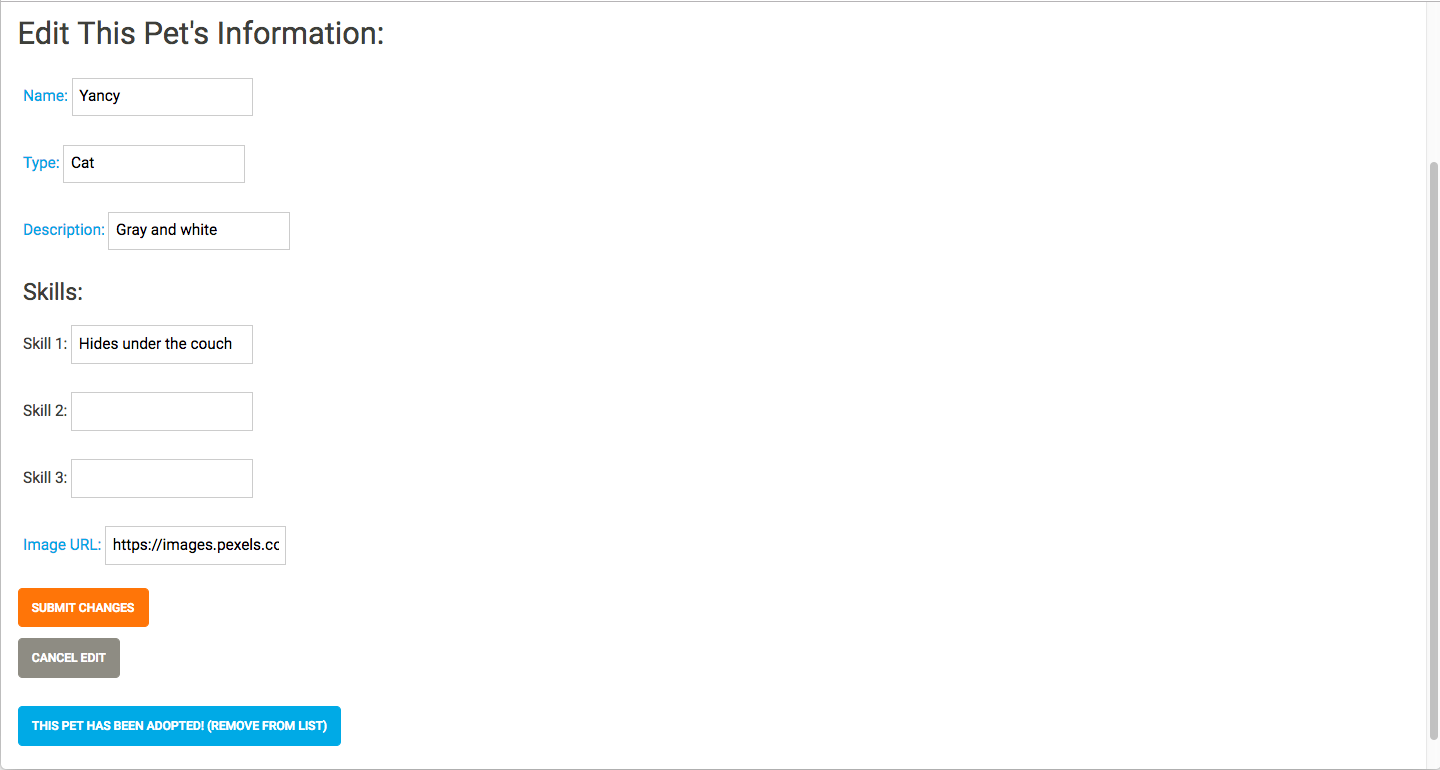 Edit This Pet's Information:
Name: Yancy
Type: Cat
Description: Gray and white
Skills:
Skill 1: Hides under the couch
Skill 2:
Skill 3:
Image URL: https://images.pexels.cc
SUBMIT CHANGES
CANCEL EDIT
THIS PET HAS BEEN ADOPTED! (REMOVE FROM LIST)